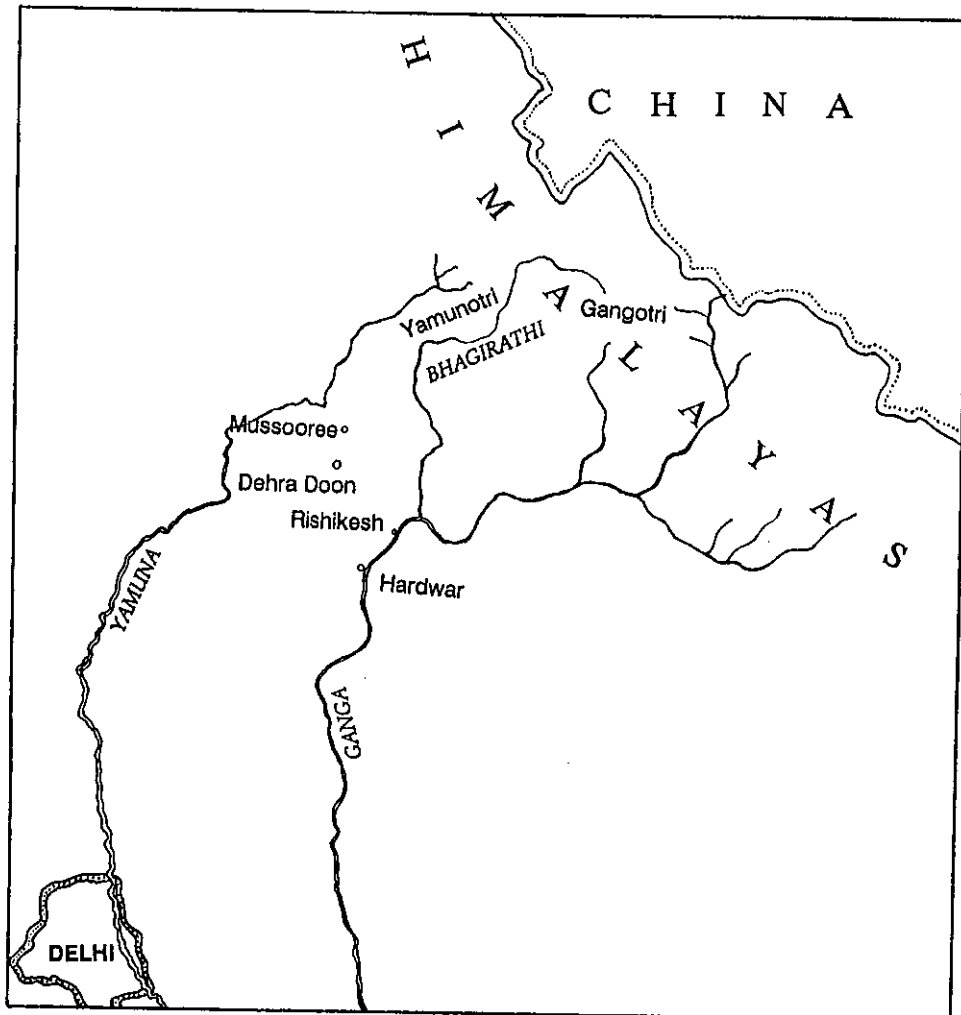 HIMALAYAS
CHINA
Yamunotri
Gangotri
BHAGIRATHI
Mussooree
Dehra Doon
Rishikesh
Hardwar
YAMUNA
GANGA
DELHI